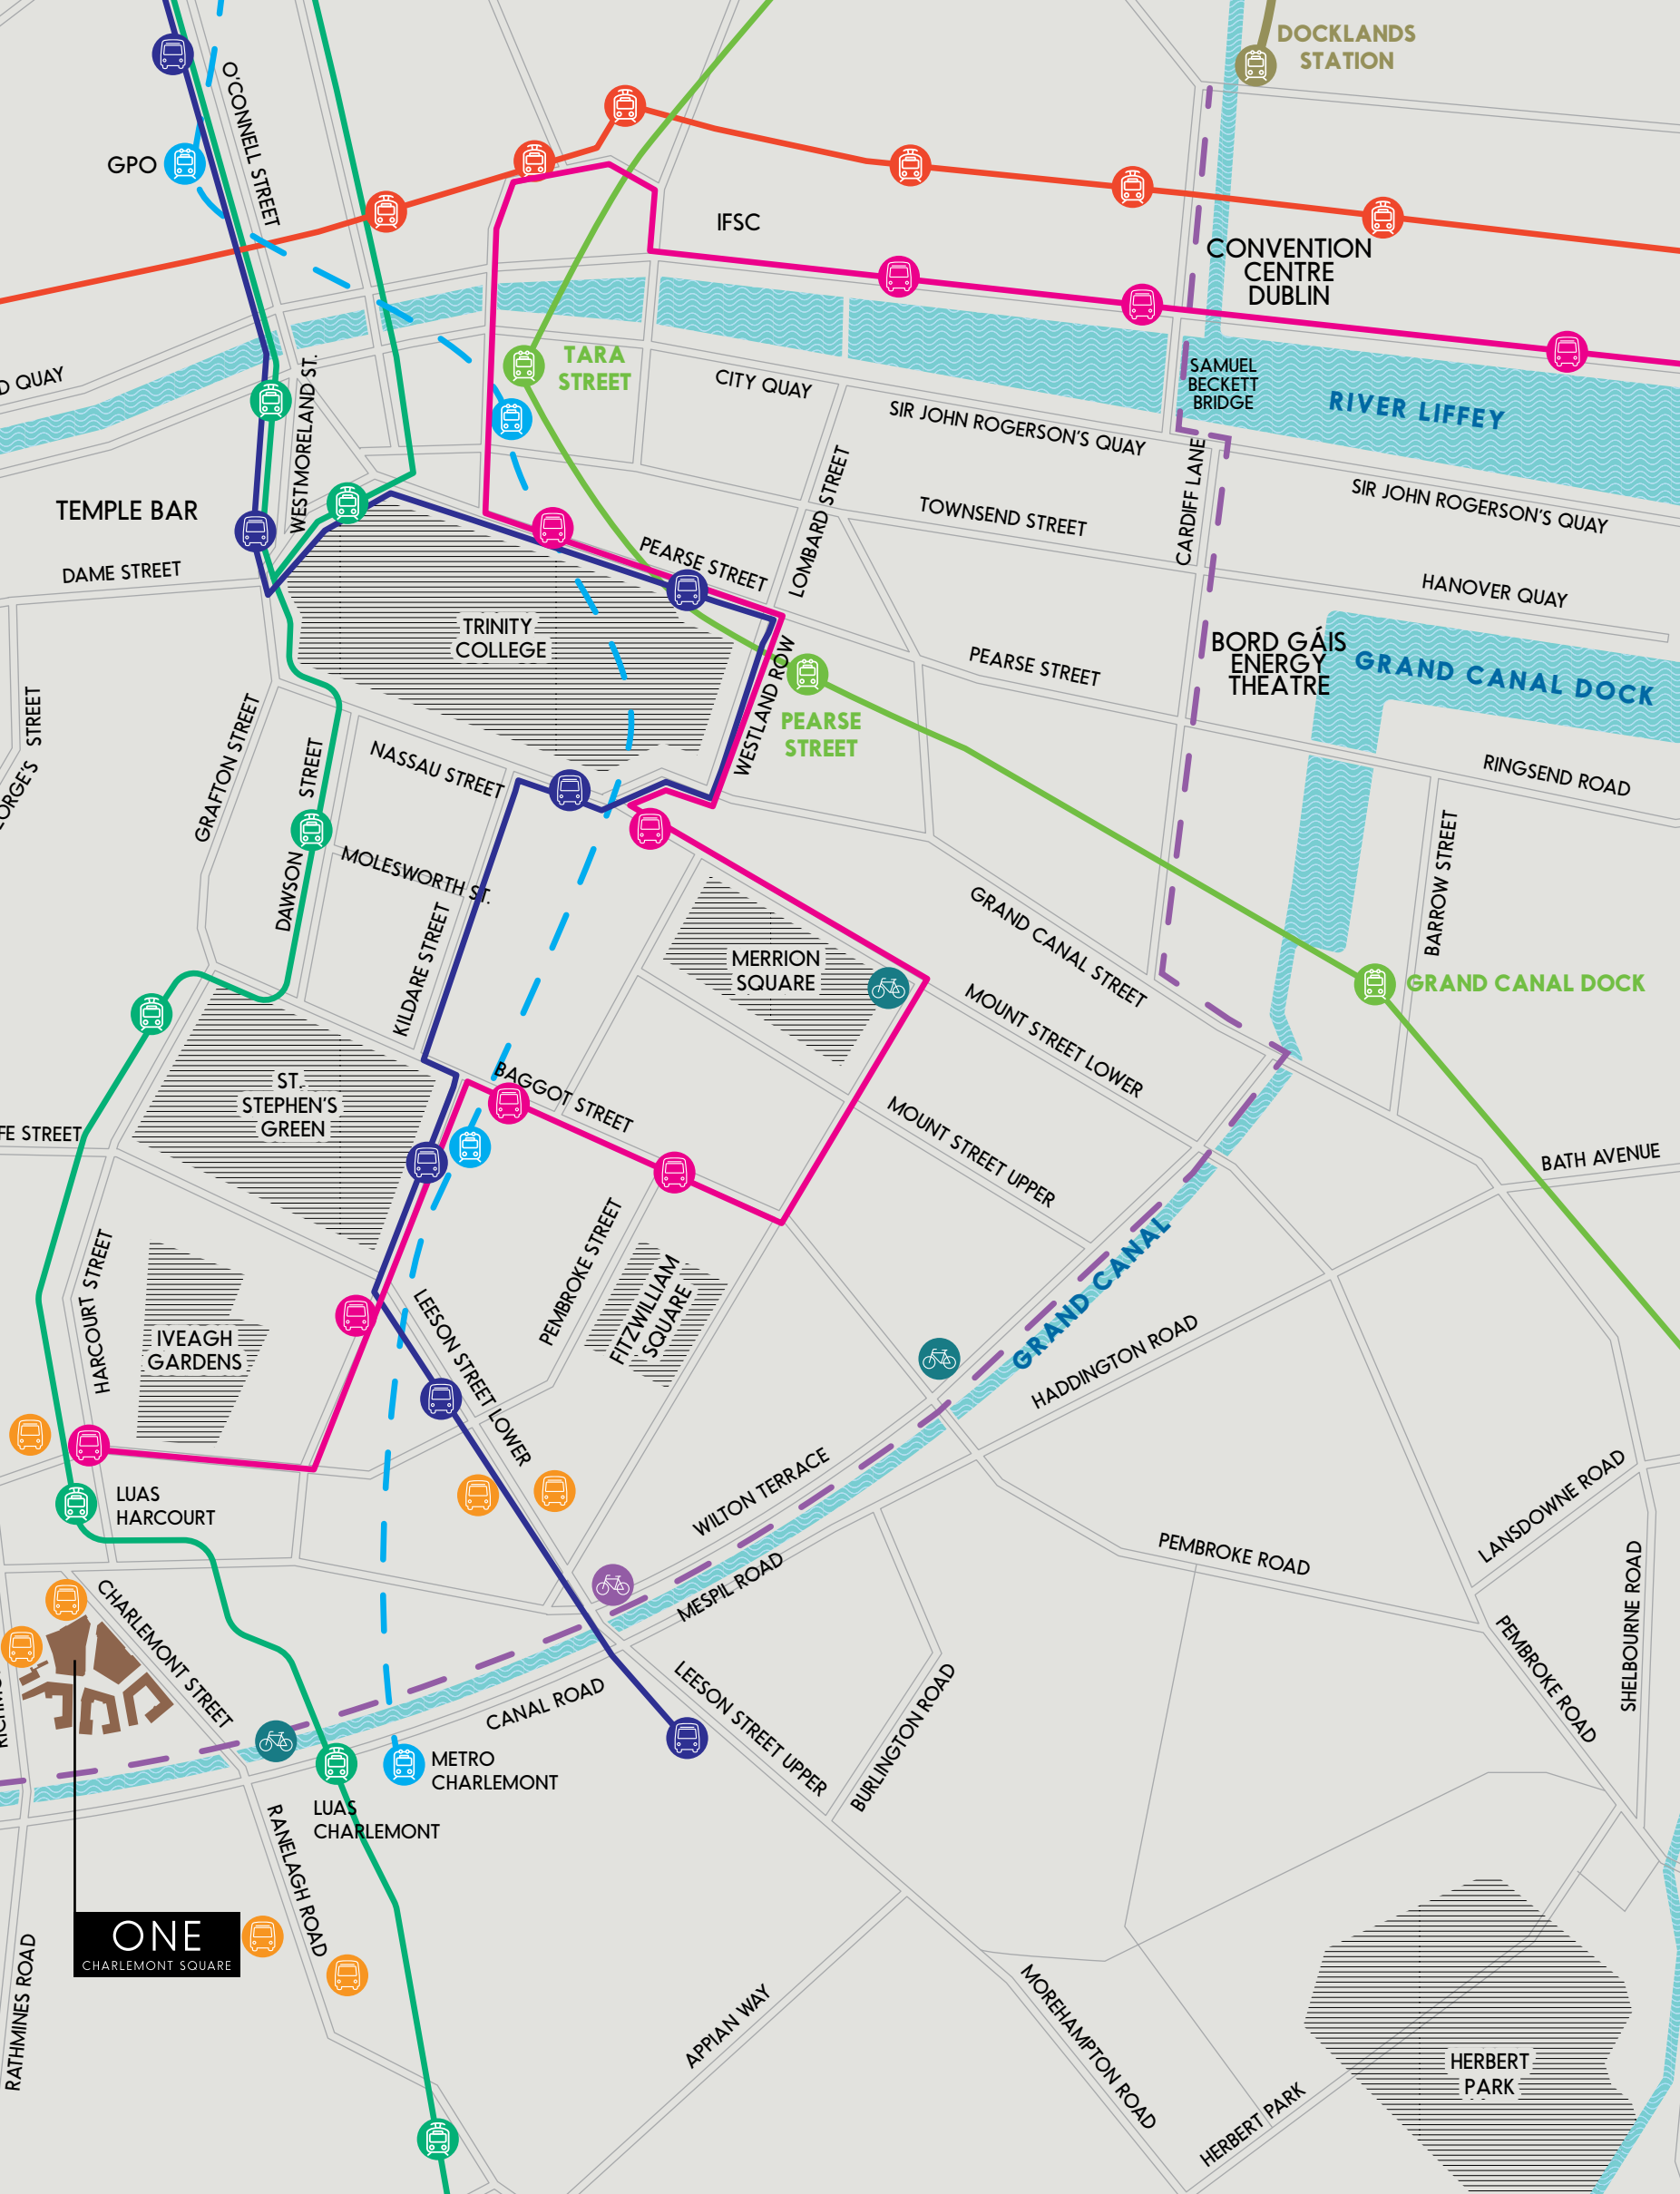 DOCKLANDS
STATION
O'CONNELL STREET
GPO
IFSC
CONVENTION
CENTRE
DUBLIN
TARA
STREET
SAMUEL
BECKETT
BRIDGE
D QUAY
WESTMORELAND ST.
CITY QUAY
SIR JOHN ROGERSON'S QUAY
RIVER LIFFEY
CARDIFF LANE
LOMBARD STREET
SIR JOHN ROGERSON'S QUAY
TEMPLE BAR
TOWNSEND STREET
PEARSE STREET
DAME STREET
HANOVER QUAY
TRINITY
COLLEGE
BORD GÁIS
ENERGY
THEATRE
GRAND CANAL DOCK
PEARSE STREET
WESTLAND ROW
PEARSE
STREET
STREET
ORGE'S
GRAFTON STREET
NASSAU STREET
STREET
DAWSON
RINGSEND ROAD
BARROW STREET
MOLESWORTH ST.
KILDARE STREET
MERRION
SQUARE
GRAND CANAL STREET
GRAND CANAL DOCK
MOUNT STREET LOWER
ST.
STEPHEN'S
GREEN
BAGGOT STREET
MOUNT STREET UPPER
FE STREET
BATH AVENUE
PEMBROKE STREET
GRAND CANAL
HARCOURT STREET
IVEAGH
GARDENS
LEESON STREET LOWER
FITZWILLIAM
SQUARE
HADDINGTON ROAD
WILTON TERRACE
LUAS
HARCOURT
LANSDOWNE ROAD
PEMBROKE ROAD
MESPIL ROAD
CHARLEMONT STREET
SHELBOURNE ROAD
PEMBROKE ROAD
RICHM
CANAL ROAD
LEESON STREET UPPER
BURLINGTON ROAD
METRO
CHARLEMONT
LUAS
CHARLEMONT
RANELAGH ROAD
ONE
CHARLEMONT SQUARE
RATHMINES ROAD
APPIAN WAY
MOREHAMPTON ROAD
HERBERT
PARK
HERBERT PARK